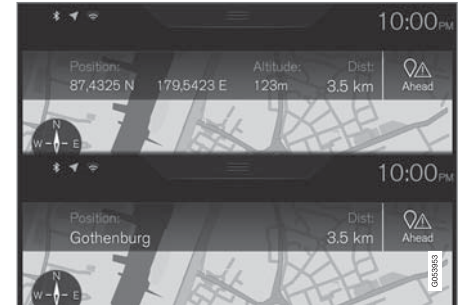 10:00PM
Position: Altitude: Dist:
87,4325 N 179,5423 E 123m 3.5 km Ahead
N
W E
10:00PM
Position: Dist:
Gothenburg 3.5 km Ahead
N
W E
G053953